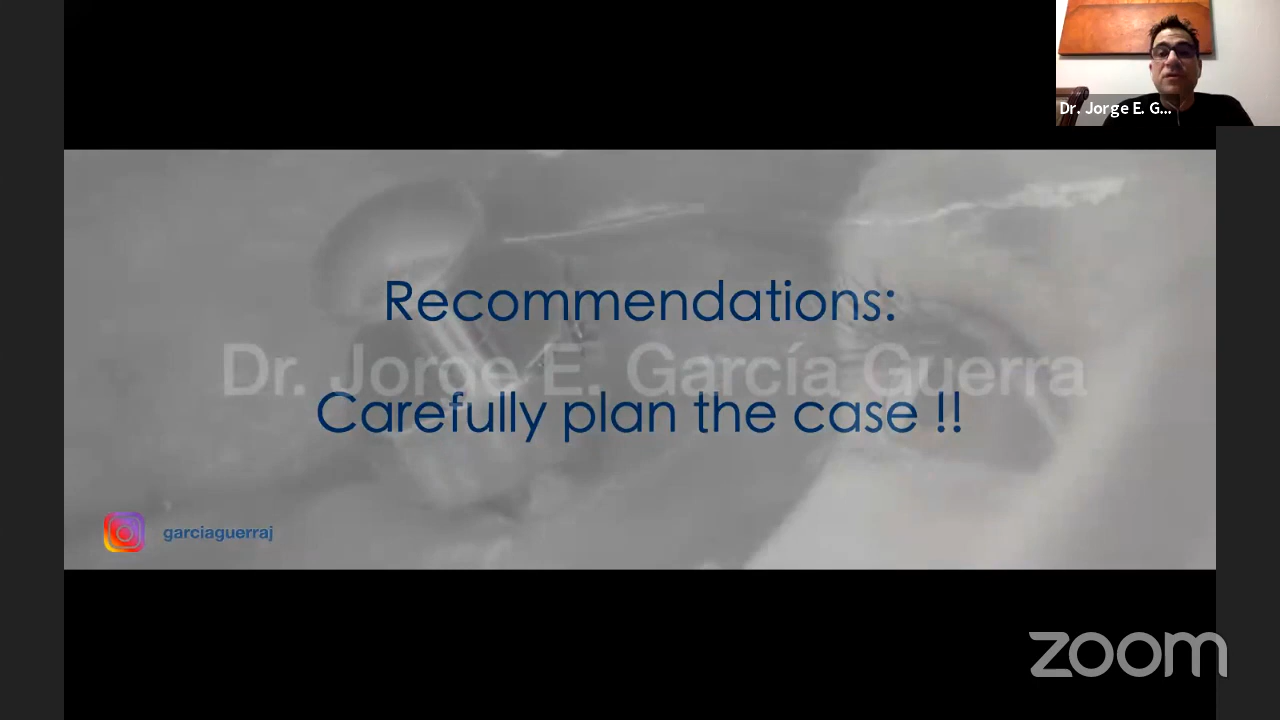 Dr. Jorge E. G...
Recommendations:
Dr. Jorge E. García Guerra
Carefully plan the case !!
garciaguerraj
zoom